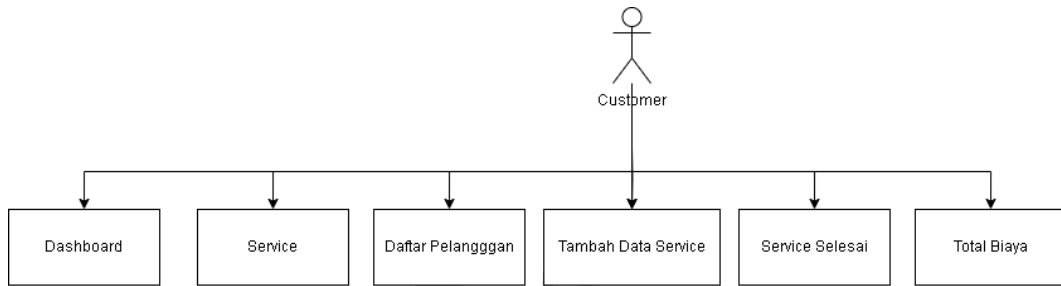 Customer
Dashboard
Service
Daftar Pelangggan
Tambah Data Service
Service Selesai
Total Biaya